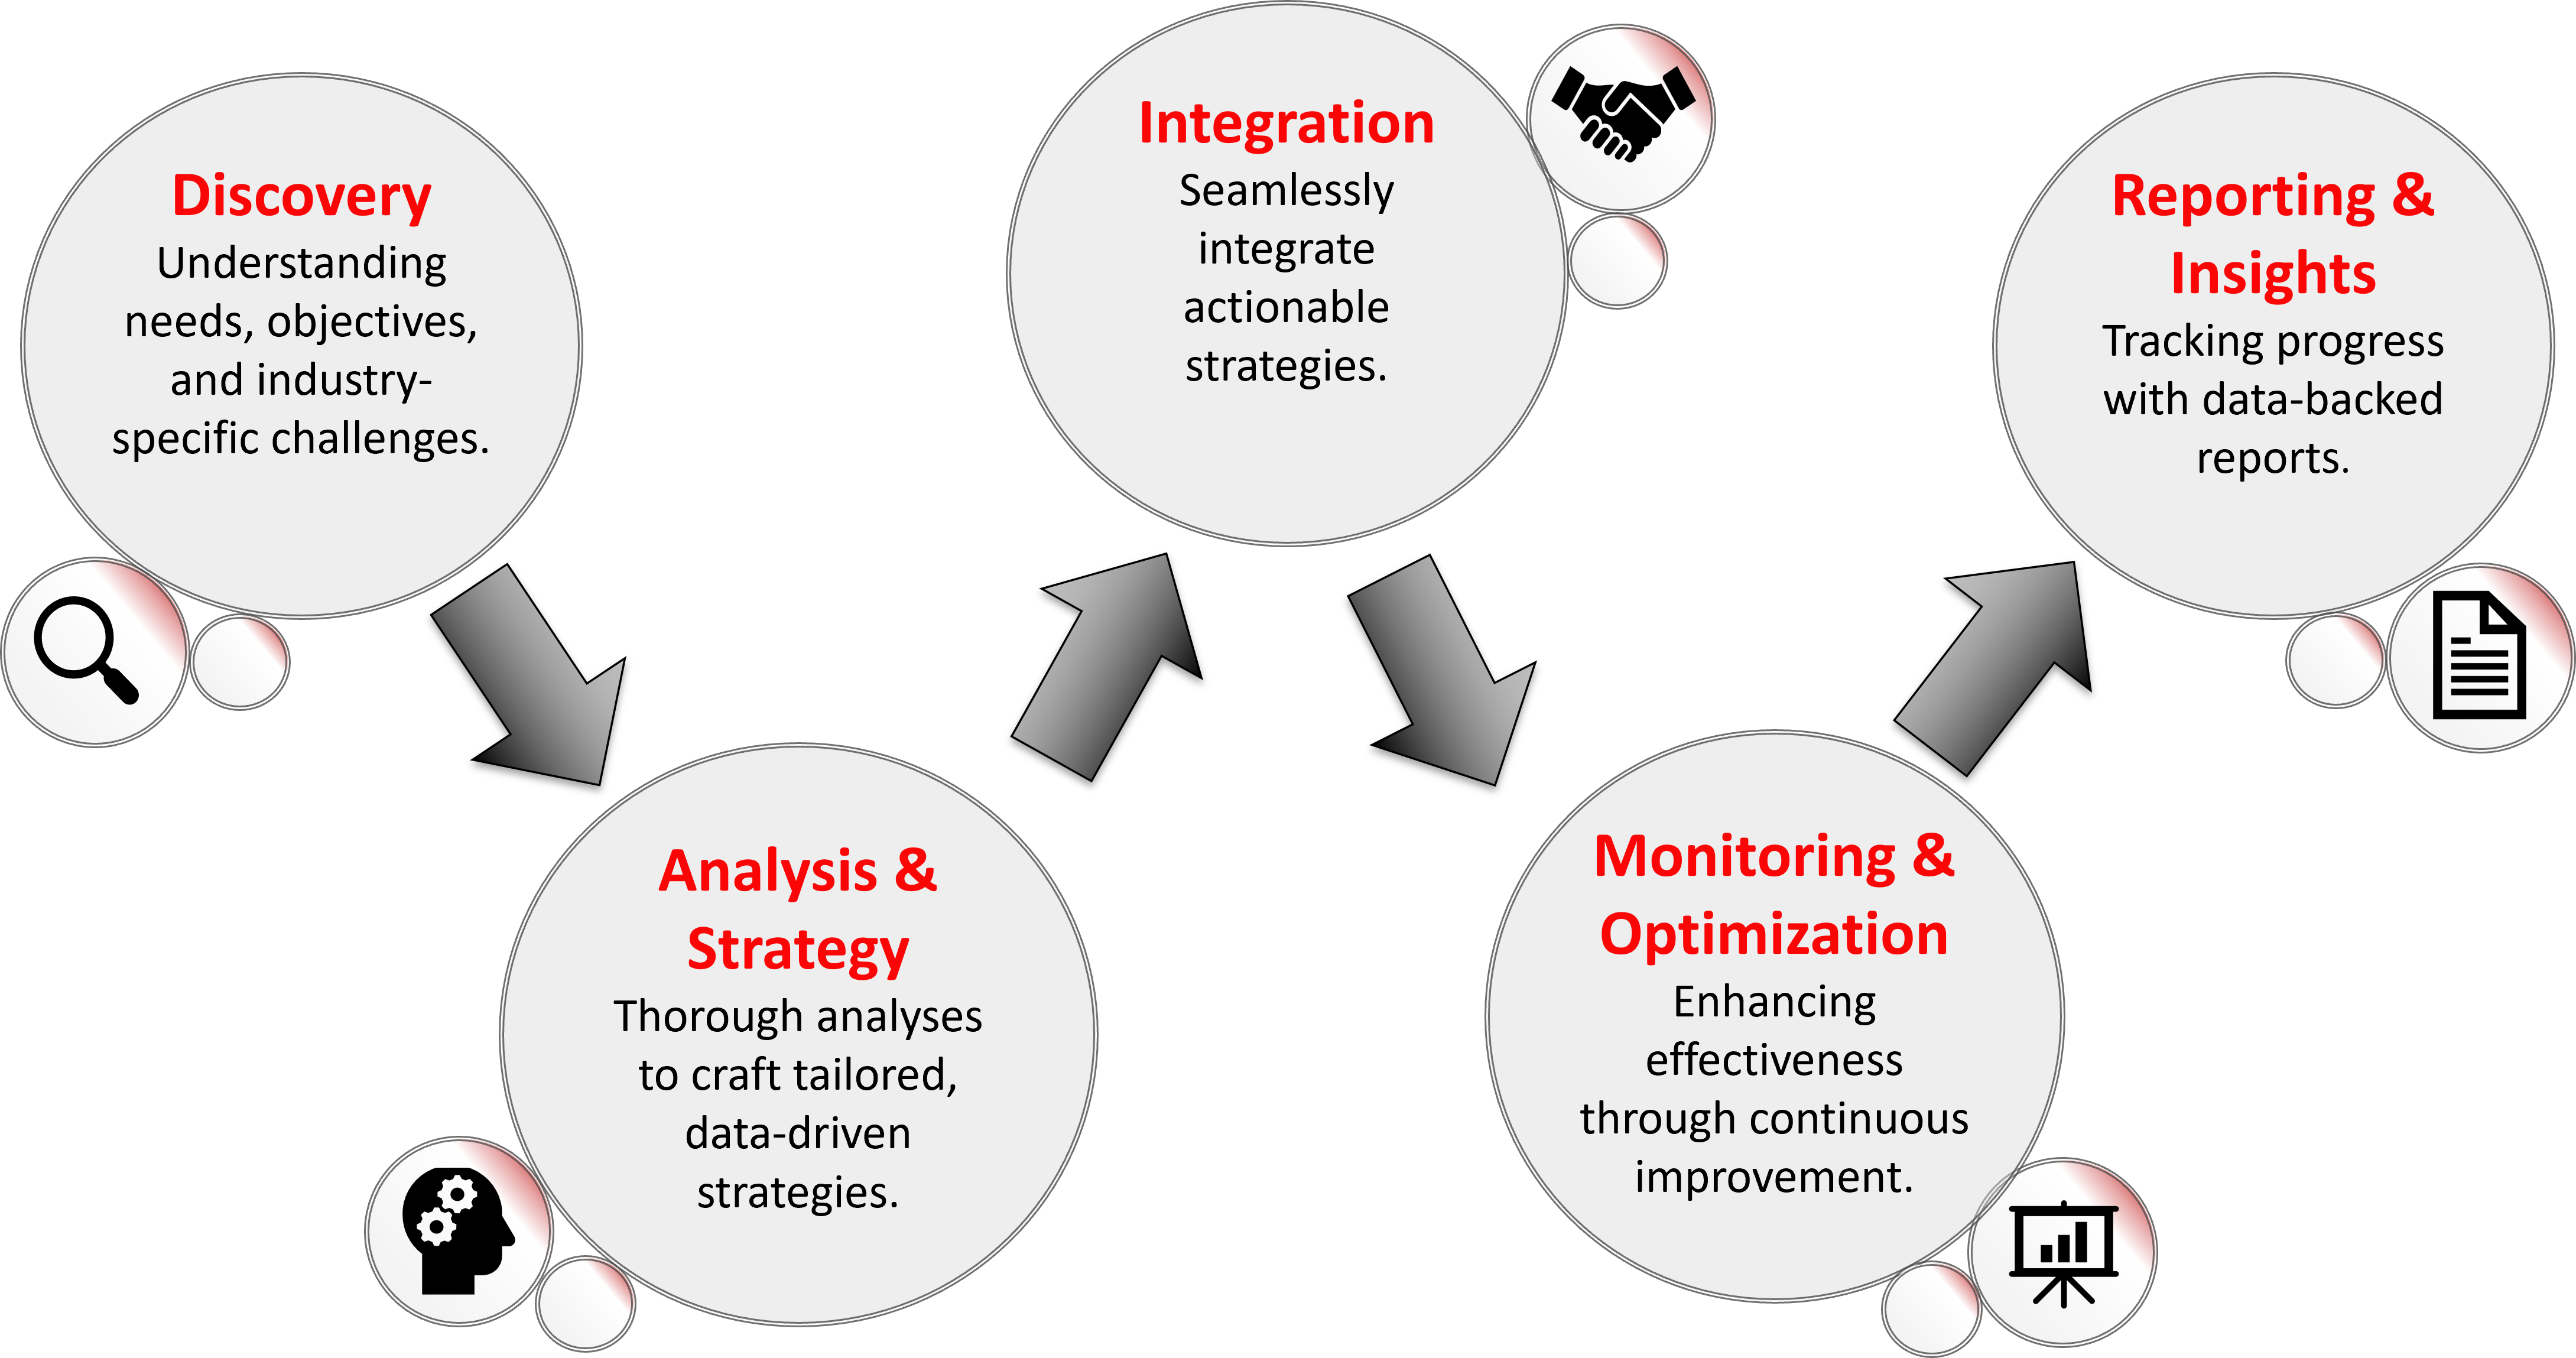 Discovery
Understanding
needs, objectives,
and industry-
specific challenges.
Analysis &
Strategy
Thorough analyses
to craft tailored,
data-driven
strategies.
Integration
Seamlessly
integrate
actionable
strategies.
Monitoring &
Optimization
Enhancing
effectiveness
through continuous
improvement.
Reporting &
Insights
Tracking progress
with data-backed
reports.